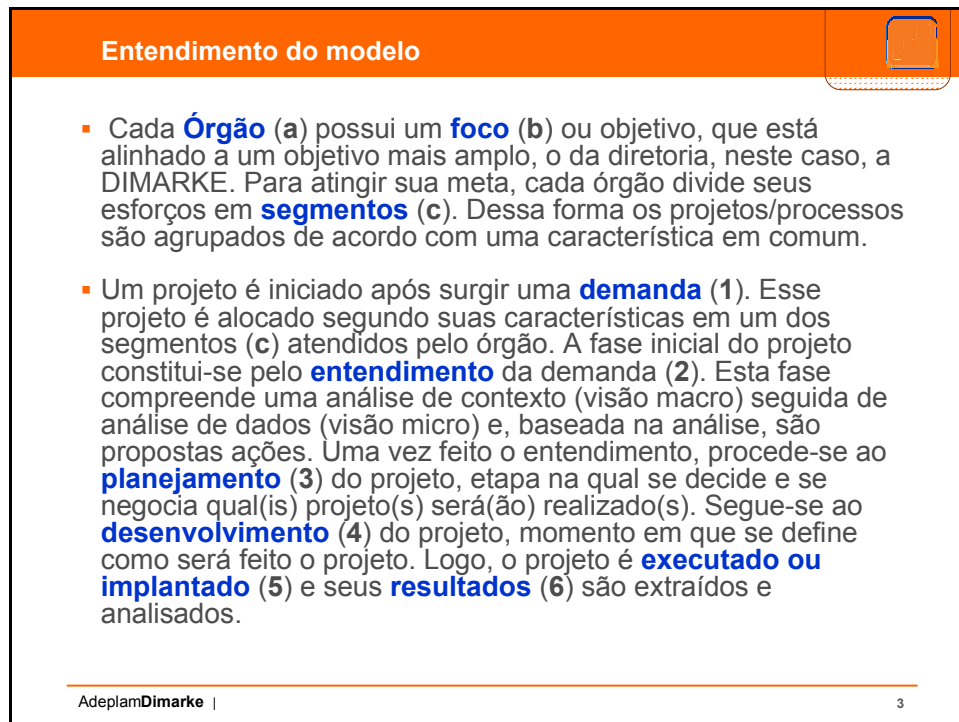 Entendimento do modelo
▪ Cada Órgão (a) possui um foco (b) ou objetivo, que está
alinhado a um objetivo mais amplo, o da diretoria, neste caso, a
DIMARKE. Para atingir sua meta, cada órgão divide seus
esforços em segmentos (c). Dessa forma os projetos/processos
são agrupados de acordo com uma característica em comum.
▪ Um projeto é iniciado após surgir uma demanda (1). Esse
projeto é alocado segundo suas características em um dos
segmentos (c) atendidos pelo órgão. A fase inicial do projeto
constitui-se pelo entendimento da demanda (2). Esta fase
compreende uma análise de contexto (visão macro) seguida de
análise de dados (visão micro) e, baseada na análise, são
propostas ações. Uma vez feito o entendimento, procede-se ao
planejamento (3) do projeto, etapa na qual se decide e se
negocia qual(is) projeto(s) será(ão) realizado(s). Segue-se ao
desenvolvimento (4) do projeto, momento em que se define
como será feito o projeto. Logo, o projeto é executado ou
implantado (5) e seus resultados (6) são extraídos e
analisados.
AdeplamDimarke |
3